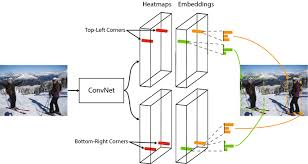 Heatmaps Embeddings
Top-Left Corners
ConvNet
Bottom-Right Corners